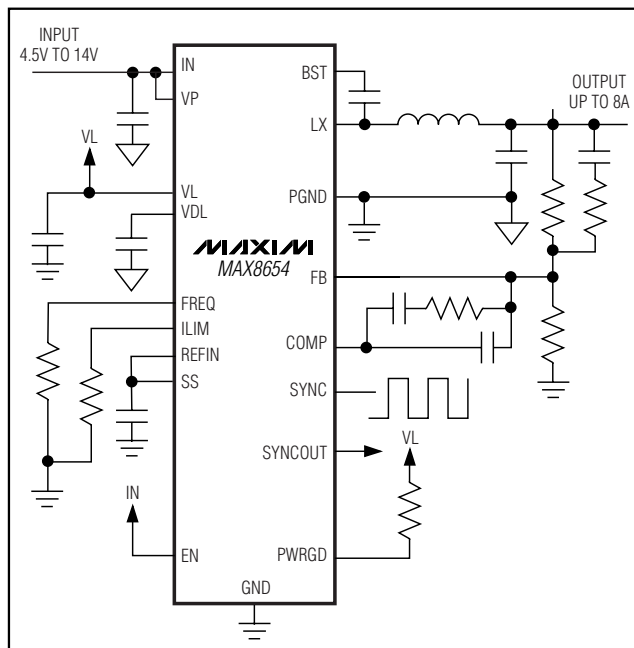 INPUT
4.5V TO 14V
IN
VP
VL
VL
VDL
FREQ
ILIM
REFIN
SS
IN
EN
GND
MAXIM
MAX8654
BST
LX
PGND
FB
COMP
SYNC
SYNCOUT
VL
PWRGD
OUTPUT
UP TO 8A